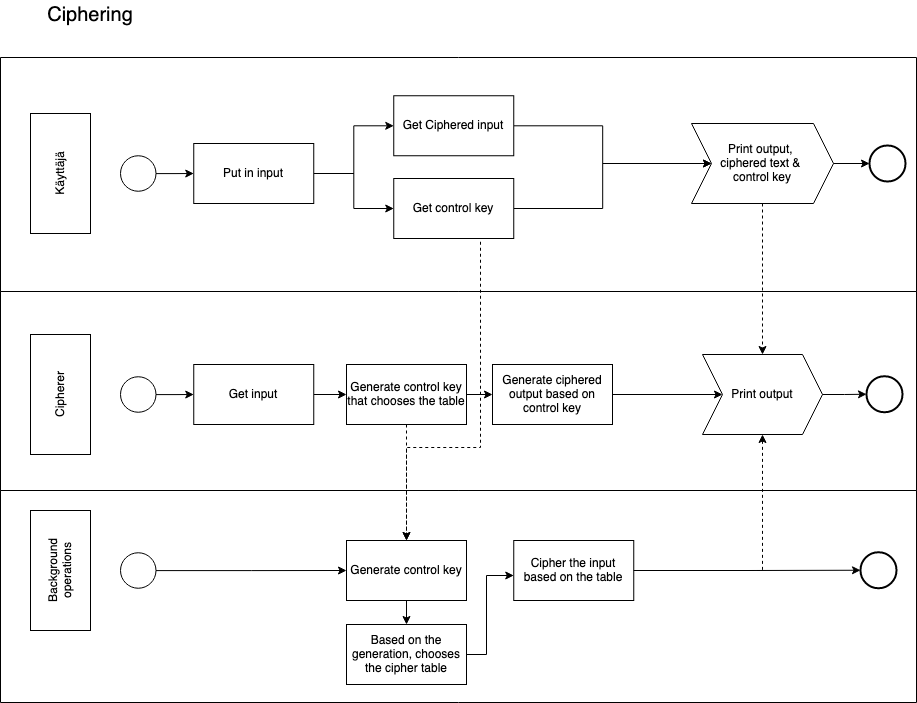 Ciphering
Käyttäjä
Put in input
Get Ciphered input
Get control key
Print output,
ciphered text &
control key
Cipherer
Get input
Generate control key
that chooses the table
Generate ciphered
output based on
control key
Print output
Background
operations
Generate control key
Based on the
generation, chooses
the cipher table
Cipher the input
based on the table